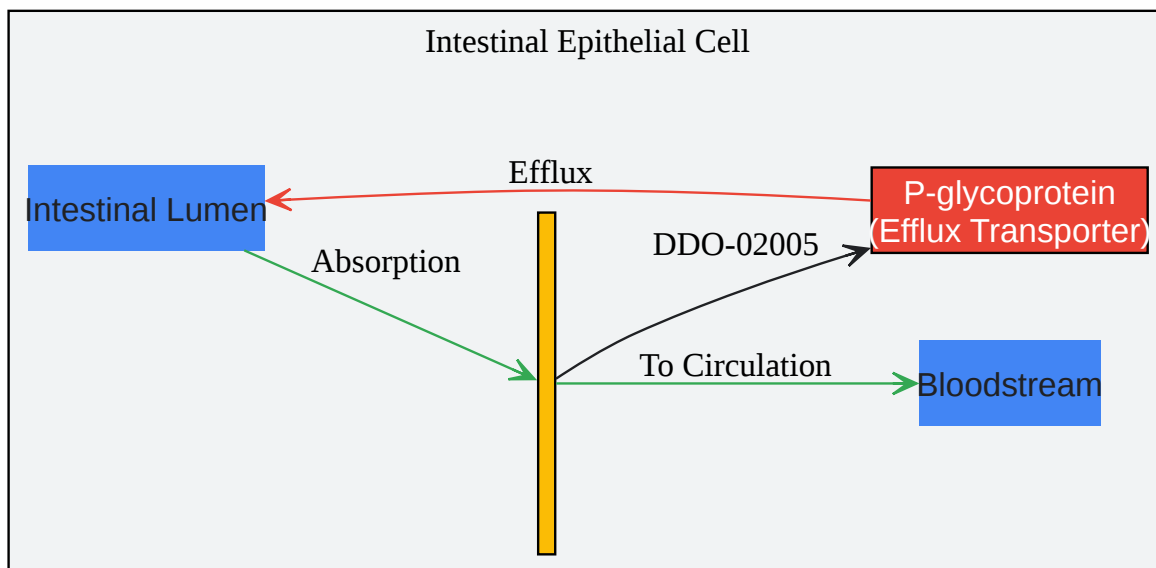 Intestinal Epithelial Cell
Efflux
P-glycoprotein
(Efflux Transporter)
Intestinal Lumen
DDO-02005
Absorption
To Circulation
Bloodstream